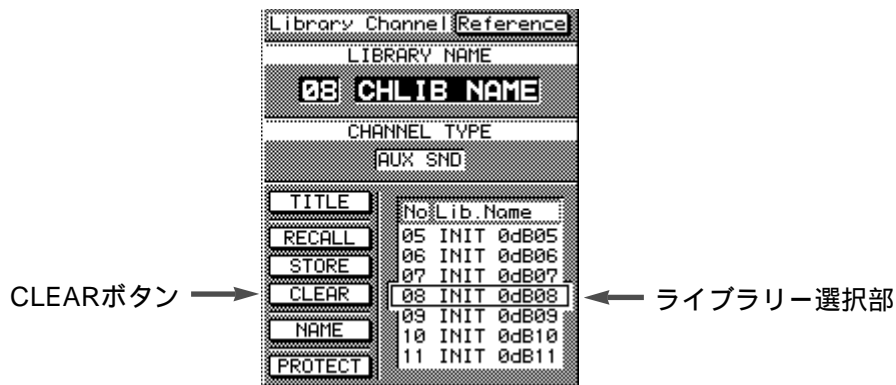 Library Channel Reference
LIBRARY NAME
08 CHLIB NAME
CHANNEL TYPE
AUX SND
TITLE
RECALL
STORE
CLEAR
NAME
PROTECT
No Lib.Name
05 INIT 0dB05
06 INIT 0dB06
07 INIT 0dB07
08 INIT 0dB08
09 INIT 0dB09
10 INIT 0dB10
11 INIT 0dB11
CLEARボタン
ライブラリー選択部